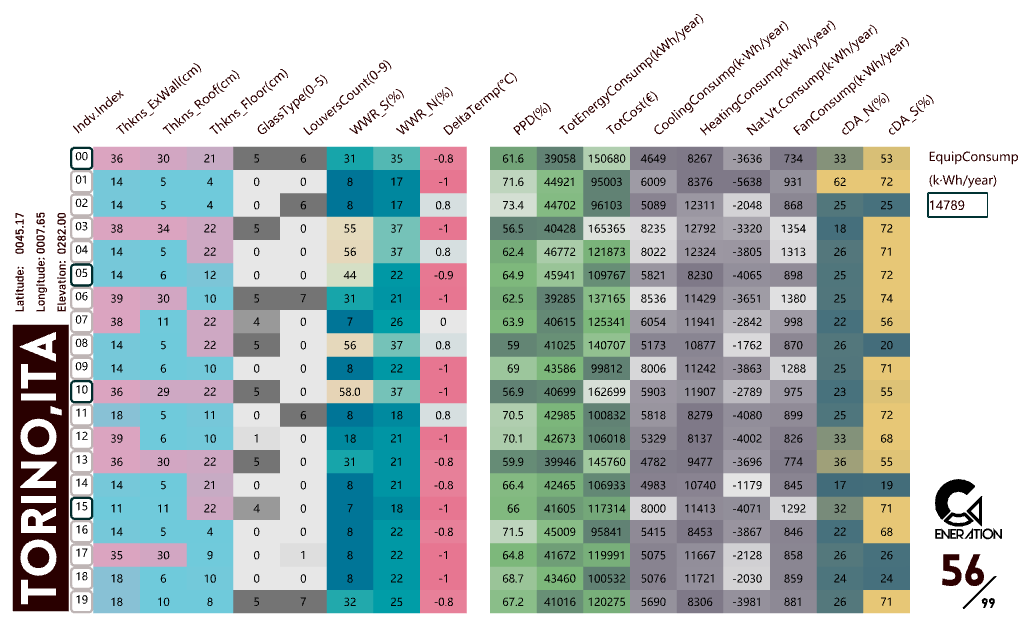 Indv.Index Thkns_ExWall(cm) Thkns_Roof(cm) Thkns_Floor(cm) GlassType(0-5) LouversCount(0-9) WWR_S(%) WWR_N(%) DeltaTermp(°C) PPD(%) TotEnergyConsump(kWh/year) TotCost(€) CoolingConsump(k·Wh/year) HeatingConsump(k·Wh/year) Nat.Vt.Consump(k·Wh/year) FanConsump(k·Wh/year) cDA_N(%) cDA_S(%)
00 36 30 21 5 6 31 35 -0.8 61.6 39058 150680 4649 8267 -3636 734 33 53
01 14 5 4 0 0 8 17 -1 71.6 44921 95003 6009 8376 -5638 931 62 72
02 14 5 4 0 6 8 17 0.8 73.4 44702 96103 5089 12311 -2048 868 25 25
03 38 34 22 5 0 55 37 -1 56.5 40428 165365 8235 12792 -3320 1354 18 72
04 14 5 22 0 0 56 37 0.8 62.4 46772 121873 8022 12324 -3805 1313 26 71
05 14 6 12 0 0 44 22 -0.9 64.9 45941 109767 5821 8230 -4065 898 25 72
06 39 30 10 5 7 31 21 -1 62.5 39285 137165 8536 11429 -3651 1380 25 74
07 38 11 22 4 0 7 26 0 63.9 40615 125341 6054 11941 -2842 998 22 56
08 14 5 22 5 0 56 37 0.8 59 41025 140707 5173 10877 -1762 870 26 20
09 14 6 10 0 0 8 22 -1 69 43586 99812 8006 11242 -3863 1288 25 71
10 36 29 22 5 0 58.0 37 -1 56.9 40699 162699 5903 11907 -2789 975 23 55
11 18 5 11 0 6 8 18 0.8 70.5 42985 100832 5818 8279 -4080 899 25 72
12 39 6 10 1 0 18 21 -1 70.1 42673 106018 5329 8137 -4002 826 33 68
13 36 30 22 5 0 31 21 -0.8 59.9 39946 145760 4782 9477 -3696 774 36 55
14 14 5 21 0 0 8 21 -0.8 66.4 42465 106933 4983 10740 -1179 845 17 19
15 11 11 22 4 0 7 18 -1 66 41605 117314 8000 11413 -4071 1292 32 71
16 14 5 4 0 0 8 22 -0.8 71.5 45009 95841 5415 8453 -3867 846 22 68
17 35 30 9 0 1 8 22 -1 64.8 41672 119991 5075 11667 -2128 858 26 26
18 18 6 10 0 0 8 22 -1 68.7 43460 100532 5076 11721 -2030 859 24 24
19 18 10 8 5 7 32 25 -0.8 67.2 41016 120275 5690 8306 -3981 881 26 71
EquipConsump
(k·Wh/year)
14789
Latitude: 0045.17
Longitude: 0007.65
Elevation: 0282.00
TORINO,ITA
ENERATION
56/99